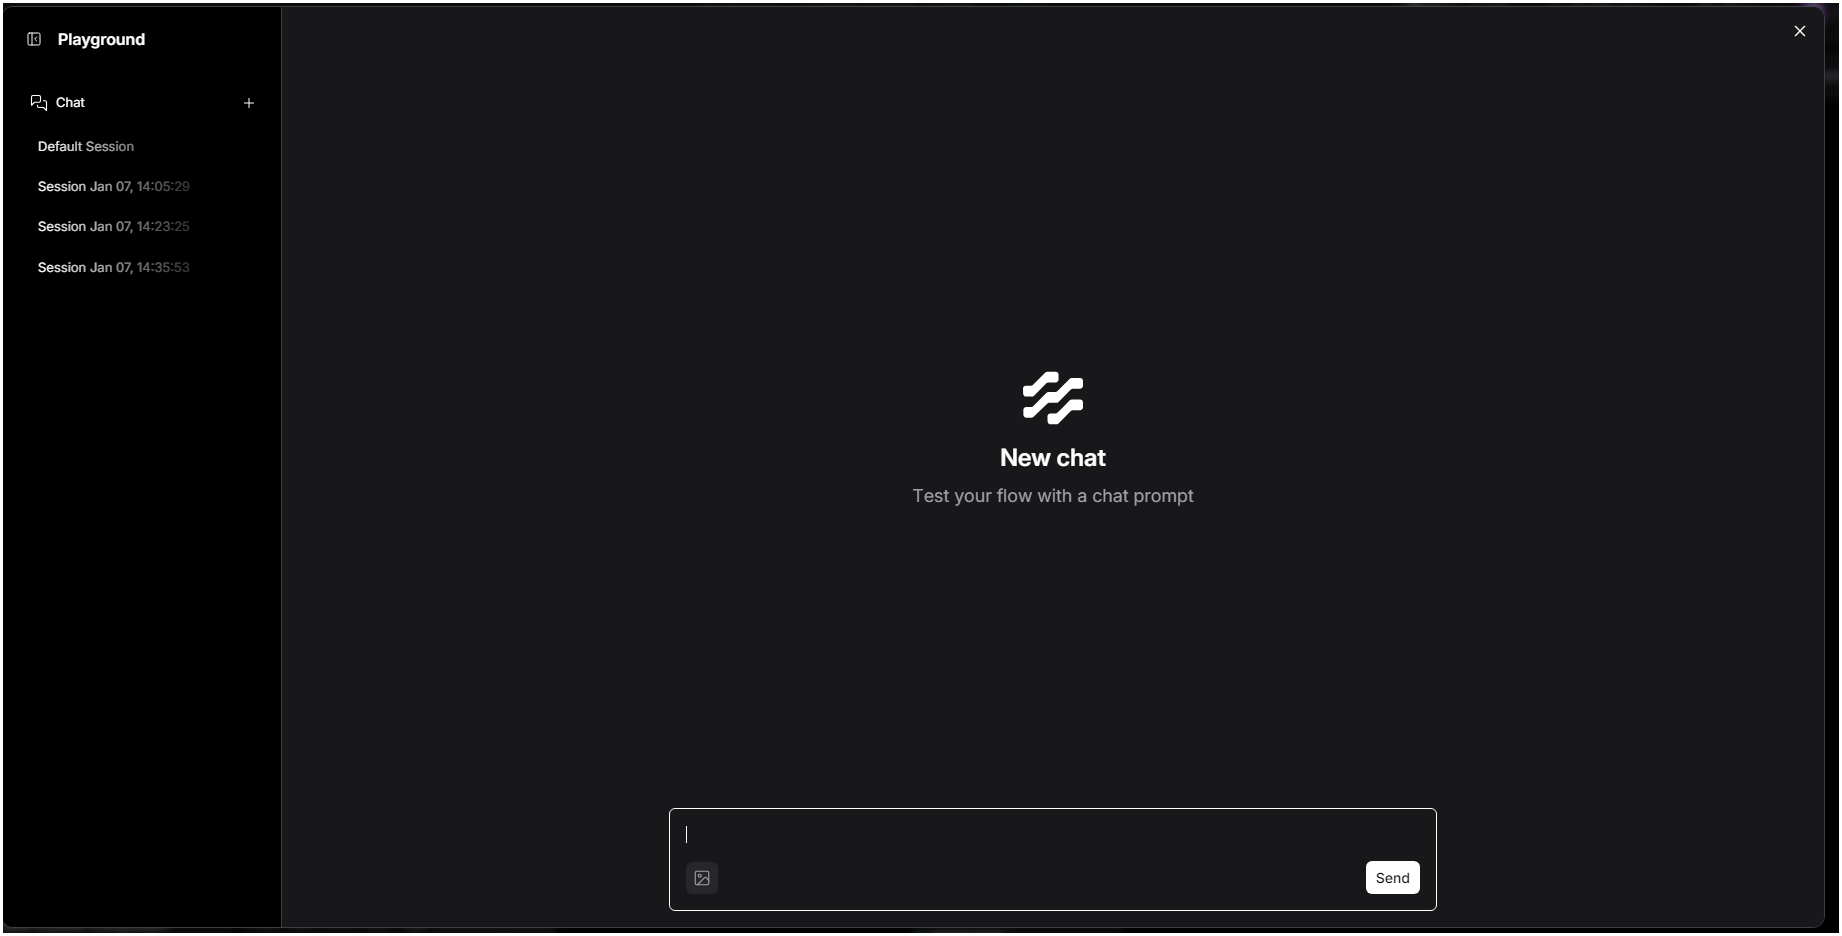 Playground
Chat
Default Session
Session Jan 07, 14:05:29
Session Jan 07, 14:23:25
Session Jan 07, 14:35:53
New chat
Test your flow with a chat prompt
Send